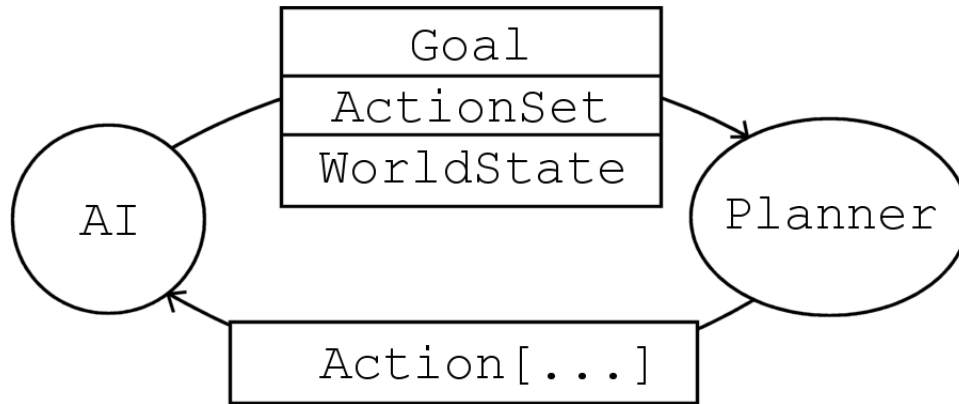 Goal
ActionSet
WorldState
AI
Planner
Action[...]